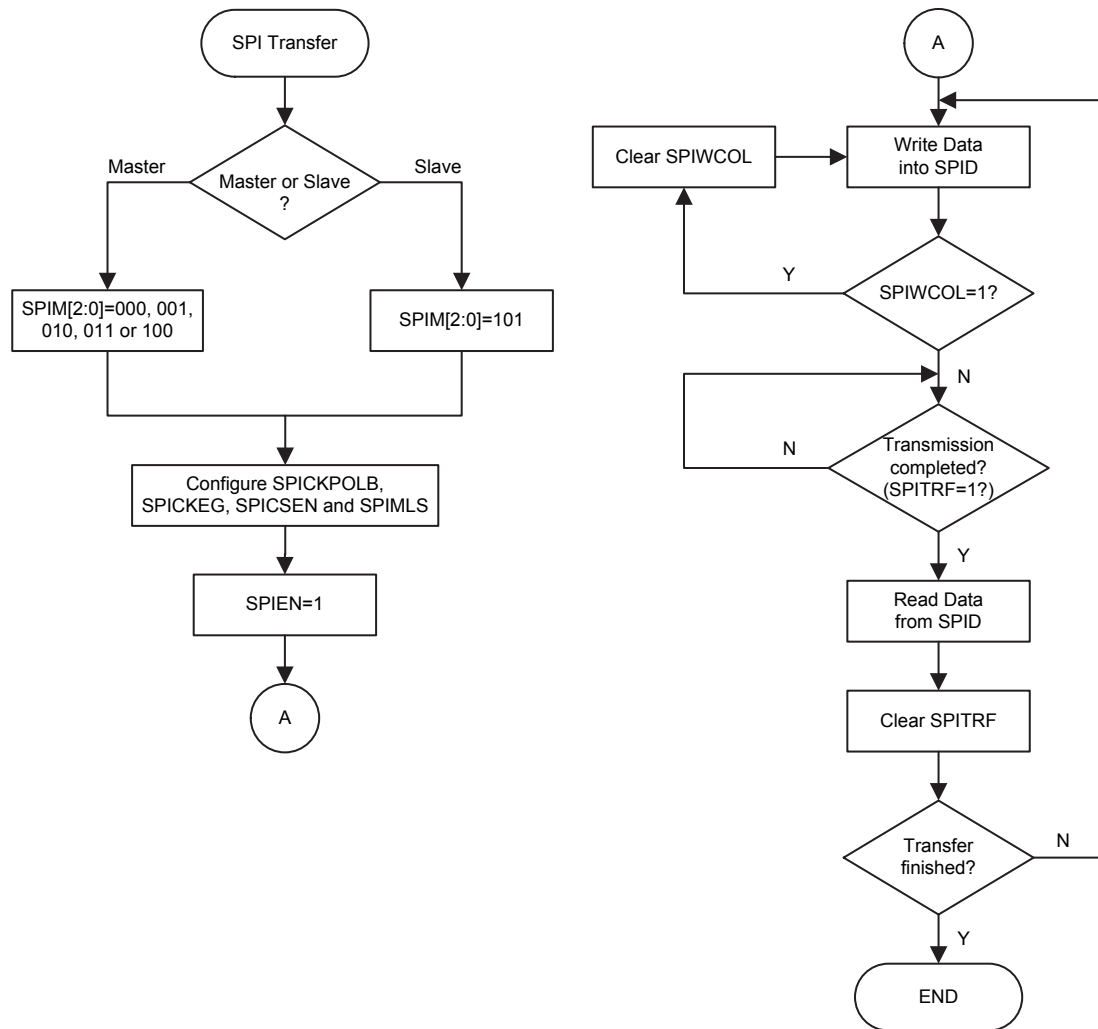 SPI Transfer
Master
Slave
Master or Slave
?
SPIM[2:0]=000, 001,
010, 011 or 100
SPIM[2:0]=101
Configure SPICKPOLB,
SPICKEG, SPICSEN and SPIMLS
SPIEN=1
A
A
Clear SPIWCOL
Write Data
into SPID
Y
SPIWCOL=1?
N
N
Transmission
completed?
(SPITRF=1?)
Y
Read Data
from SPID
Clear SPITRF
Transfer
finished?
N
Y
END